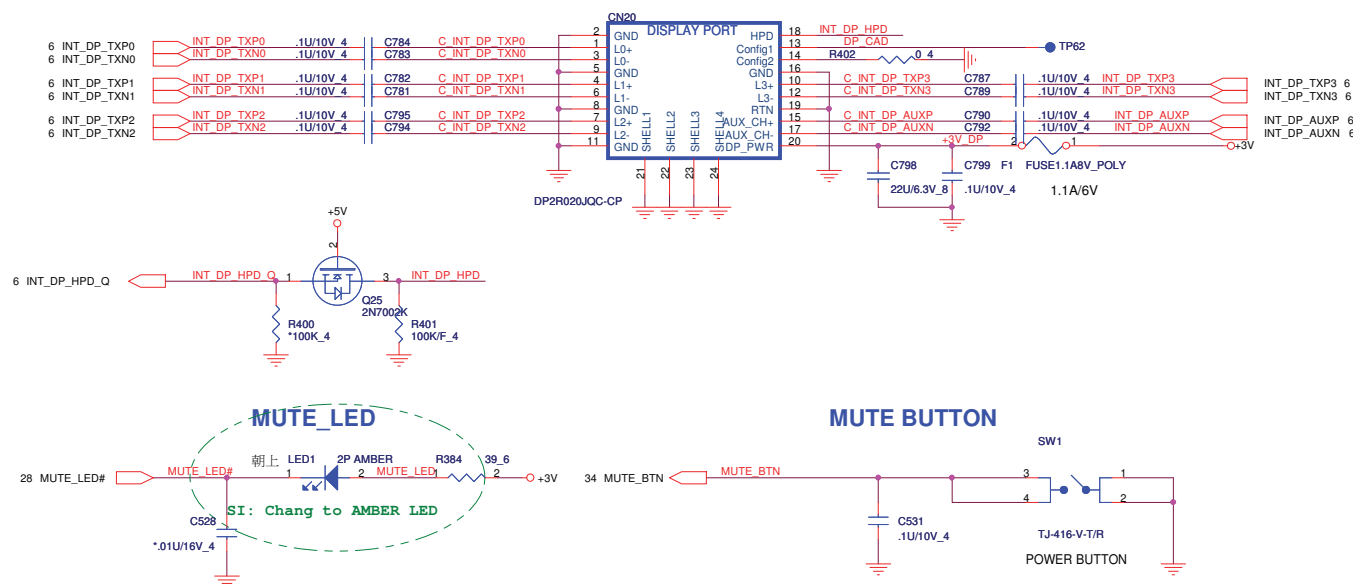 CN20
DISPLAY PORT
6 INT_DP_TXP0 INT_DP_TXP0 .1U/10V_4 C784 C_INT_DP_TXP0
6 INT_DP_TXN0 INT_DP_TXN0 .1U/10V_4 C783 C_INT_DP_TXN0
6 INT_DP_TXP1 INT_DP_TXP1 .1U/10V_4 C782 C_INT_DP_TXP1
6 INT_DP_TXN1 INT_DP_TXN1 .1U/10V_4 C781 C_INT_DP_TXN1
6 INT_DP_TXP2 INT_DP_TXP2 .1U/10V_4 C795 C_INT_DP_TXP2
6 INT_DP_TXN2 INT_DP_TXN2 .1U/10V_4 C794 C_INT_DP_TXN2
2 GND
1 L0+
3 L0-
5 GND
4 L1+
6 L1-
8 GND
7 L2+
9 L2-
11 GND
SHELL1 21
SHELL2 22
SHELL3 23
SHELL4 24
DP2R020JQC-CP
HPD 18 INT_DP_HPD
Config1 13 DP_CAD TP62
Config2 14 R402 0_4
GND 16
L3+ 10 C_INT_DP_TXP3 C787 .1U/10V_4 INT_DP_TXP3 INT_DP_TXP3 6
L3- 12 C_INT_DP_TXN3 C789 .1U/10V_4 INT_DP_TXN3 INT_DP_TXN3 6
RTN 19
AUX_CH+ 15 C_INT_DP_AUXP C790 .1U/10V_4 INT_DP_AUXP INT_DP_AUXP 6
AUX_CH- 17 C_INT_DP_AUXN C792 .1U/10V_4 INT_DP_AUXN INT_DP_AUXN 6
DP_PWR 20 +3V_DP 2 1 +3V
C798
22U/6.3V_8
C799
.1U/10V_4
F1 FUSE1.1A8V_POLY
1.1A/6V
+5V
2
6 INT_DP_HPD_Q INT_DP_HPD_Q 1 3 INT_DP_HPD
Q25
2N7002K
R400
*100K_4
R401
100K/F_4
MUTE_LED
28 MUTE_LED# MUTE_LED# 朝上 LED1 2P AMBER R384 39_6
1 2 MUTE_LED 1 2 +3V
SI: Chang to AMBER LED
C528
*.01U/16V_4
MUTE BUTTON
SW1
34 MUTE_BTN MUTE_BTN 3 1
4 2
C531
.1U/10V_4
TJ-416-V-T/R
POWER BUTTON